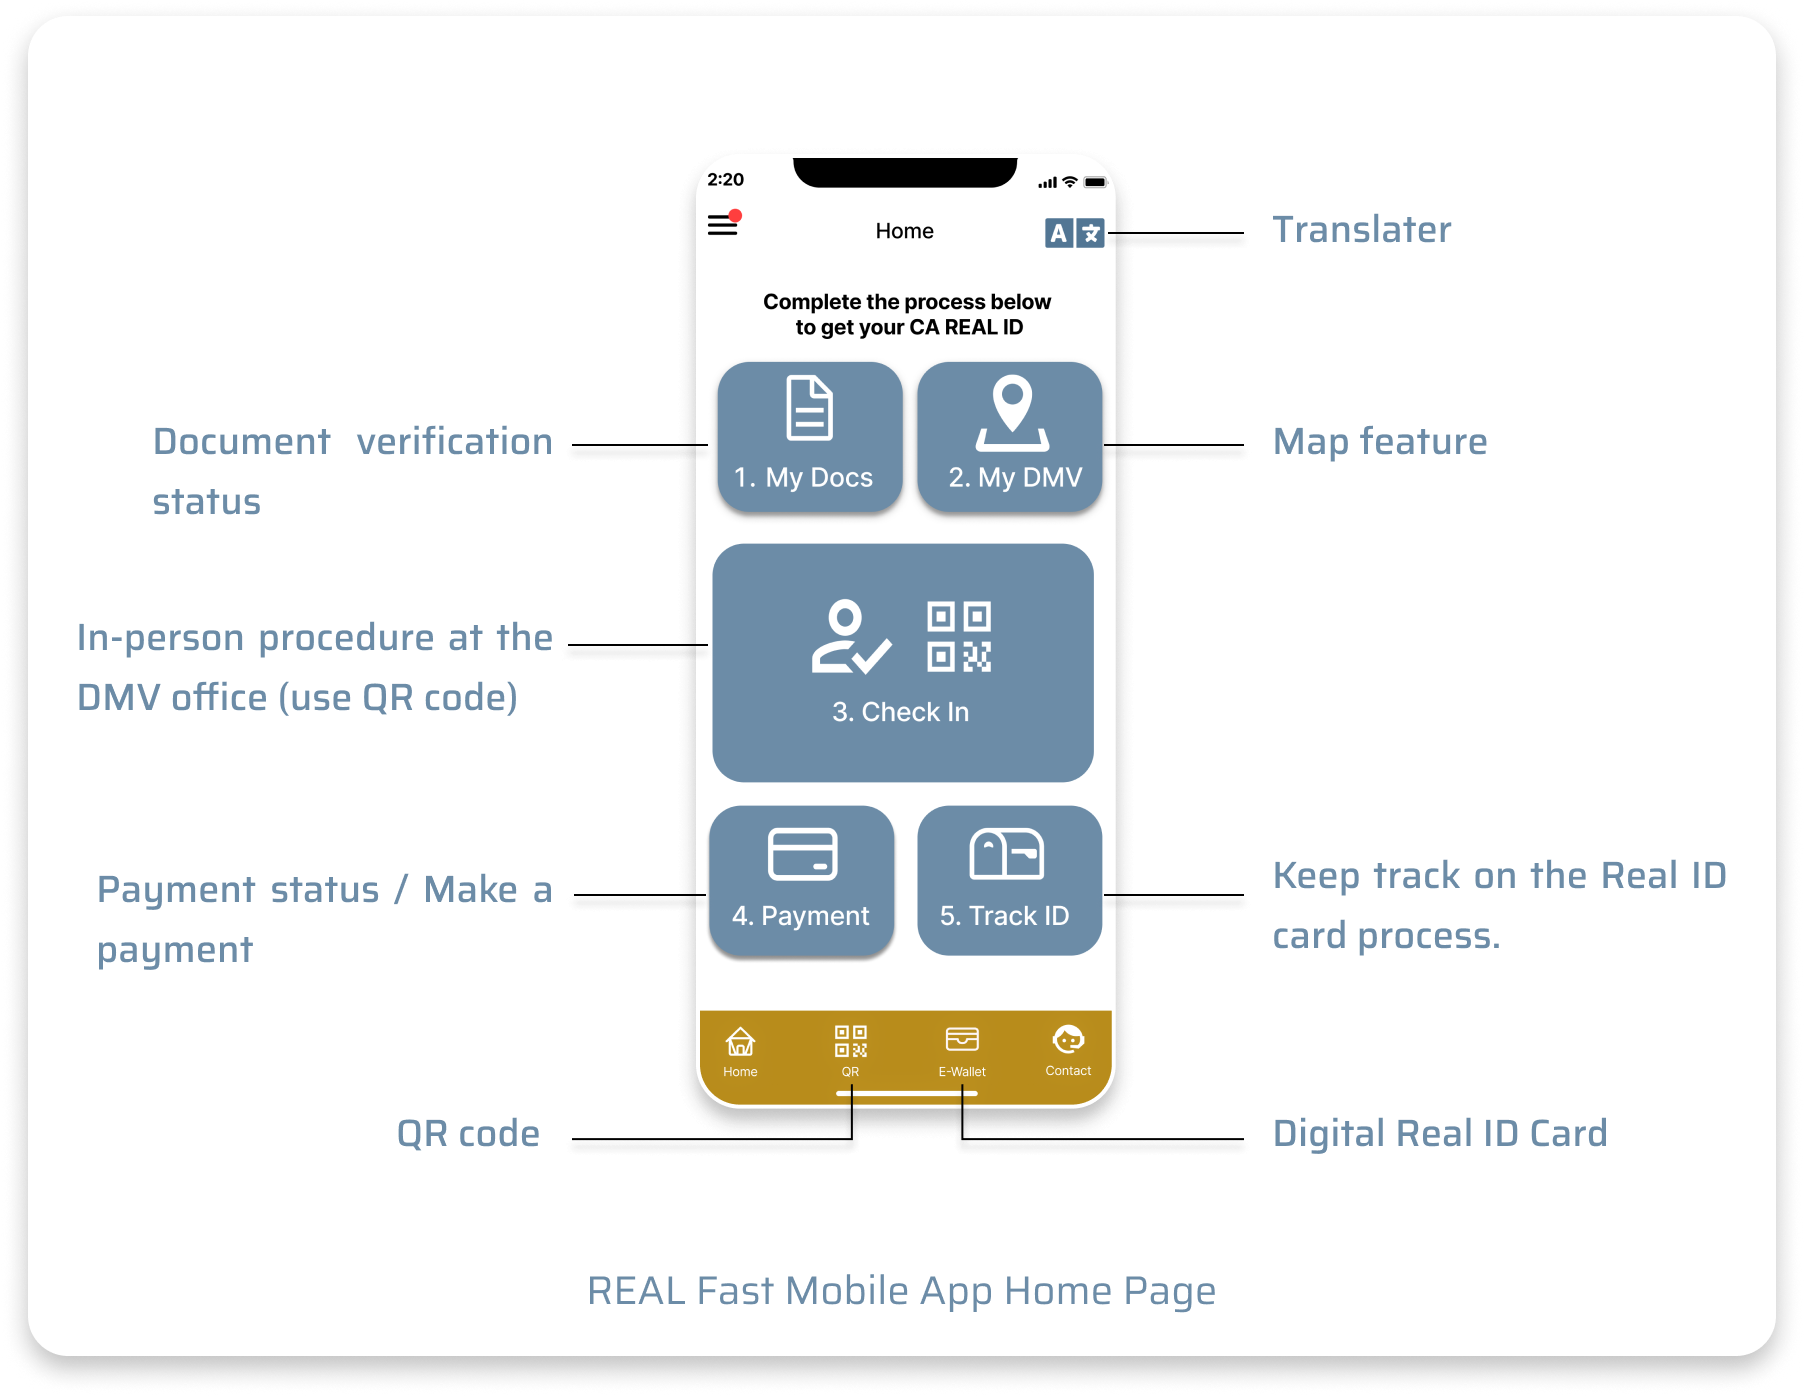 2:20
Home
A
Translater
Complete the process below
to get your CA REAL ID
Document verification
status
1. My Docs
2. My DMV
Map feature
In-person procedure at the
DMV office (use QR code)
3. Check In
Payment status / Make a
payment
4. Payment
5. Track ID
Keep track on the Real ID
card process.
Home
QR
E-Wallet
Contact
QR code
Digital Real ID Card
REAL Fast Mobile App Home Page